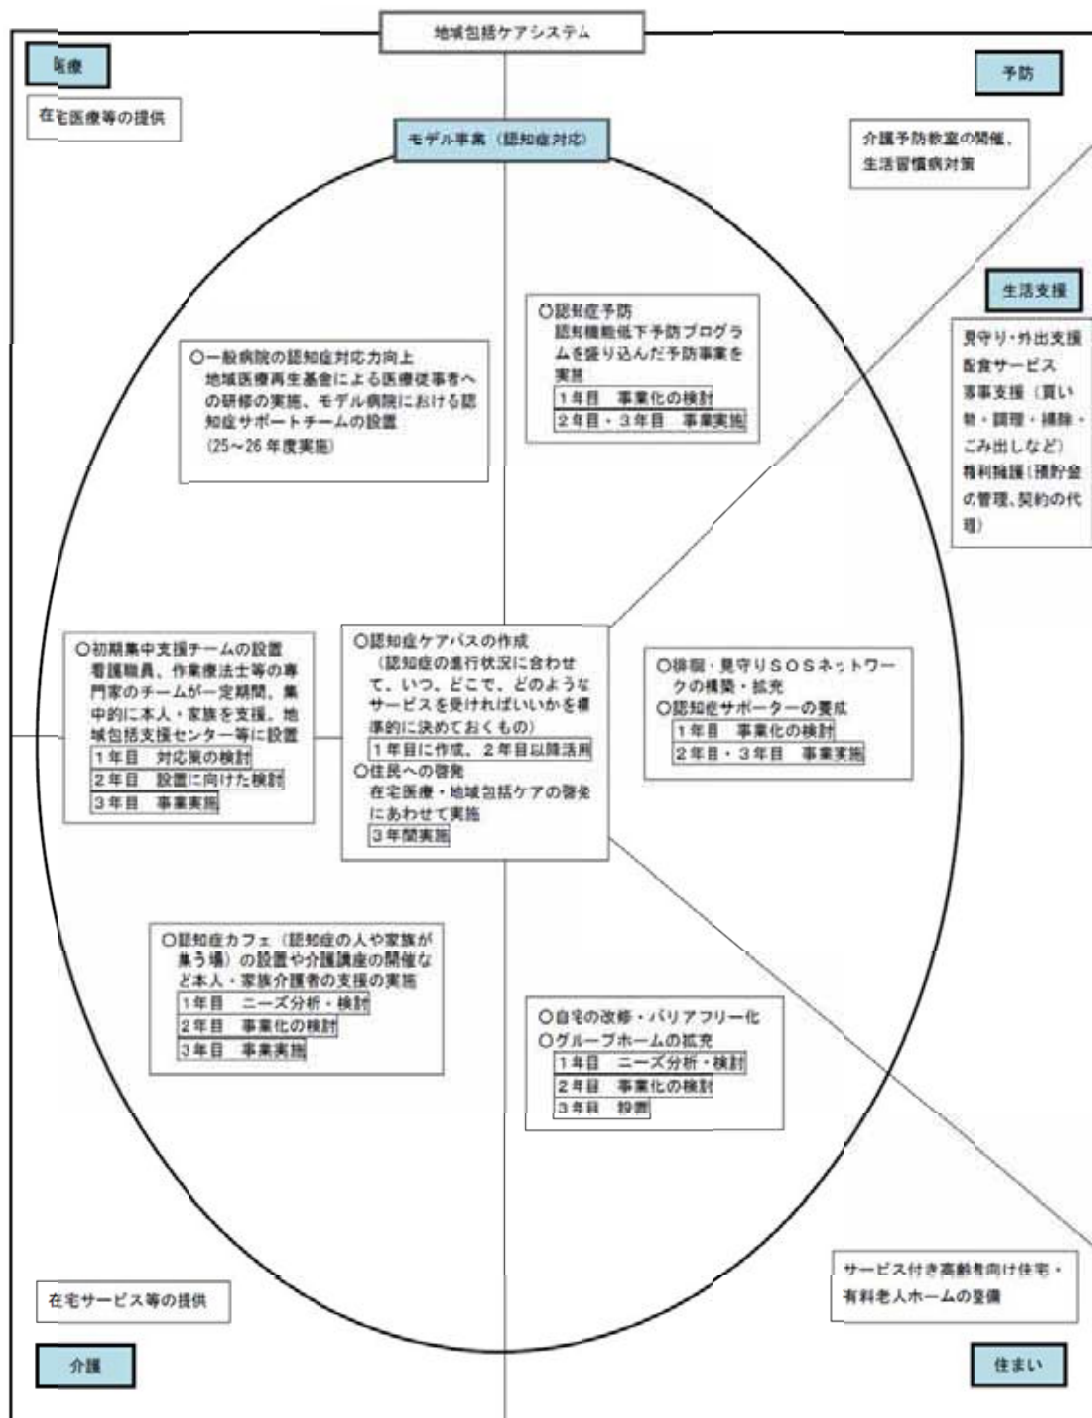 地域包括ケアシステム
医療
在宅医療等の提供
予防
介護予防教室の開催、
生活習慣病対策
モデル事業（認知症対応）
生活支援
見守り・外出支援
配食サービス
家事支援（買い
物・調理・掃除・
ごみ出しなど）
権利擁護（預貯金
の管理、契約の代
理）
○一般病院の認知症対応力向上
地域医療再生基金による医療従事者へ
の研修の実施、モデル病院における認
知症サポートチームの設置
（25～26年度実施）
○認知症予防
認知機能低下予防プログラ
ムを盛り込んだ予防事業を
実施
1年目　事業化の検討
2年目・3年目　事業実施
○初期集中支援チームの設置
看護職員、作業療法士等の専
門家のチームが一定期間、集
中的に本人・家族を支援、地
域包括支援センター等に設置
1年目　対応策の検討
2年目　設置に向けた検討
3年目　事業実施
○認知症ケアパスの作成
（認知症の進行状況に合わせ
て、いつ、どこで、どのような
サービスを受ければいいかを標
準的に決めておくもの）
1年目に作成、2年目以降活用
○住民への啓発
在宅医療・地域包括ケアの啓発
にあわせて実施
3年間実施
○徘徊・見守りSOSネットワー
クの構築・拡充
○認知症サポーターの養成
1年目　事業化の検討
2年目・3年目　事業実施
○認知症カフェ（認知症の人や家族が
集う場）の設置や介護講座の開催な
ど本人・家族介護者の支援の実施
1年目　ニーズ分析・検討
2年目　事業化の検討
3年目　事業実施
○自宅の改修・バリアフリー化
○グループホームの拡充
1年目　ニーズ分析・検討
2年目　事業化の検討
3年目　設置
在宅サービス等の提供
介護
サービス付き高齢者向け住宅・
有料老人ホームの整備
住まい